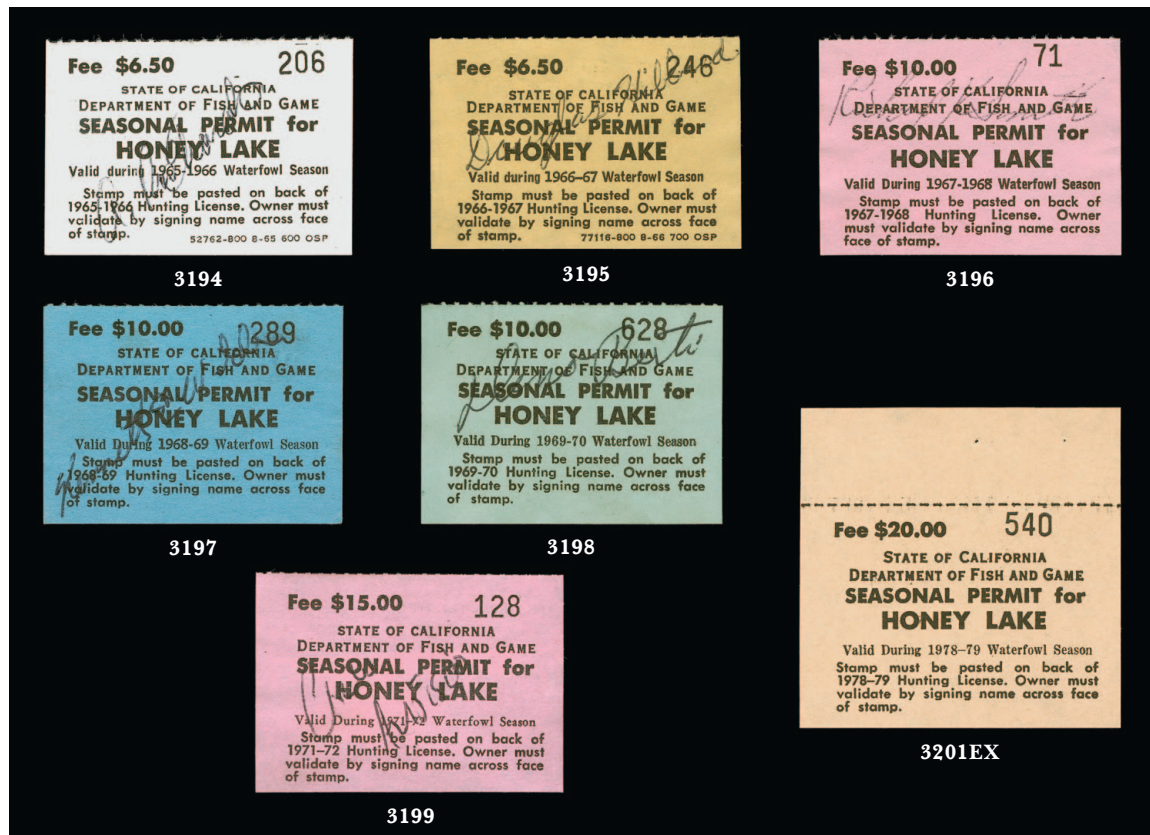 Fee $6.50 206
STATE OF CALIFORNIA
DEPARTMENT OF FISH AND GAME
SEASONAL PERMIT for
HONEY LAKE
Valid during 1965-1966 Waterfowl Season
Stamp must be pasted on back of
1965-1966 Hunting License. Owner must
validate by signing name across face
of stamp. 52762-800 8-65 600 OSP
3194
Fee $6.50 246
STATE OF CALIFORNIA
DEPARTMENT OF FISH AND GAME
SEASONAL PERMIT for
HONEY LAKE
Valid during 1966–67 Waterfowl Season
Stamp must be pasted on back of
1966-1967 Hunting License. Owner must
validate by signing name across face
of stamp. 77116-800 8-66 700 OSP
3195
Fee $10.00 71
STATE OF CALIFORNIA
DEPARTMENT OF FISH AND GAME
SEASONAL PERMIT for
HONEY LAKE
Valid During 1967-1968 Waterfowl Season
Stamp must be pasted on back of
1967-1968 Hunting License. Owner
must validate by signing name across
face of stamp.
3196
Fee $10.00 289
STATE OF CALIFORNIA
DEPARTMENT OF FISH AND GAME
SEASONAL PERMIT for
HONEY LAKE
Valid During 1968-69 Waterfowl Season
Stamp must be pasted on back of
1968-69 Hunting License. Owner must
validate by signing name across face
of stamp.
3197
Fee $10.00 628
STATE OF CALIFORNIA
DEPARTMENT OF FISH AND GAME
SEASONAL PERMIT for
HONEY LAKE
Valid During 1969-70 Waterfowl Season
Stamp must be pasted on back of
1969-70 Hunting License. Owner must
validate by signing name across face
of stamp.
3198
Fee $20.00 540
STATE OF CALIFORNIA
DEPARTMENT OF FISH AND GAME
SEASONAL PERMIT for
HONEY LAKE
Valid During 1978–79 Waterfowl Season
Stamp must be pasted on back of
1978–79 Hunting License. Owner must
validate by signing name across face
of stamp.
3201EX
Fee $15.00 128
STATE OF CALIFORNIA
DEPARTMENT OF FISH AND GAME
SEASONAL PERMIT for
HONEY LAKE
Valid During 1971–72 Waterfowl Season
Stamp must be pasted on back of
1971–72 Hunting License. Owner must
validate by signing name across face
of stamp.
3199